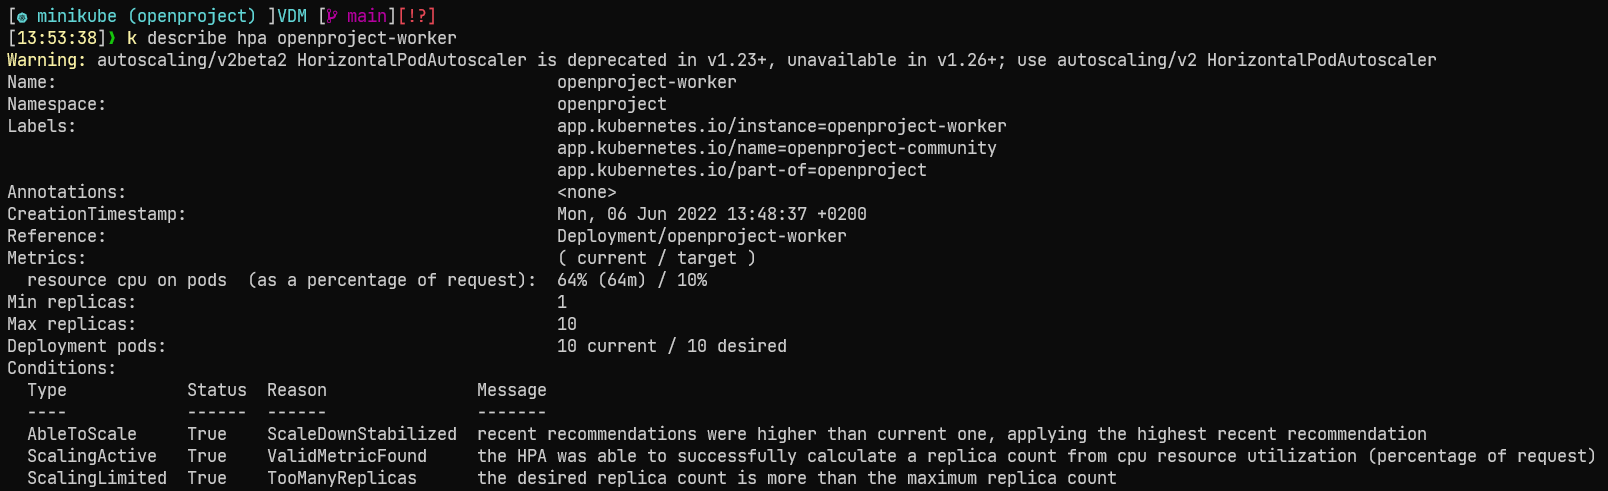 [☸ minikube (openproject) ]VDM [ main][!?]
[13:53:38]❯ k describe hpa openproject-worker
Warning: autoscaling/v2beta2 HorizontalPodAutoscaler is deprecated in v1.23+, unavailable in v1.26+; use autoscaling/v2 HorizontalPodAutoscaler
Name: openproject-worker
Namespace: openproject
Labels: app.kubernetes.io/instance=openproject-worker
app.kubernetes.io/name=openproject-community
app.kubernetes.io/part-of=openproject
Annotations: <none>
CreationTimestamp: Mon, 06 Jun 2022 13:48:37 +0200
Reference: Deployment/openproject-worker
Metrics: ( current / target )
resource cpu on pods  (as a percentage of request): 64% (64m) / 10%
Min replicas: 1
Max replicas: 10
Deployment pods: 10 current / 10 desired
Conditions:
Type Status Reason Message
---- ------ ------ -------
AbleToScale True ScaleDownStabilized recent recommendations were higher than current one, applying the highest recent recommendation
ScalingActive True ValidMetricFound the HPA was able to successfully calculate a replica count from cpu resource utilization (percentage of request)
ScalingLimited True TooManyReplicas the desired replica count is more than the maximum replica count